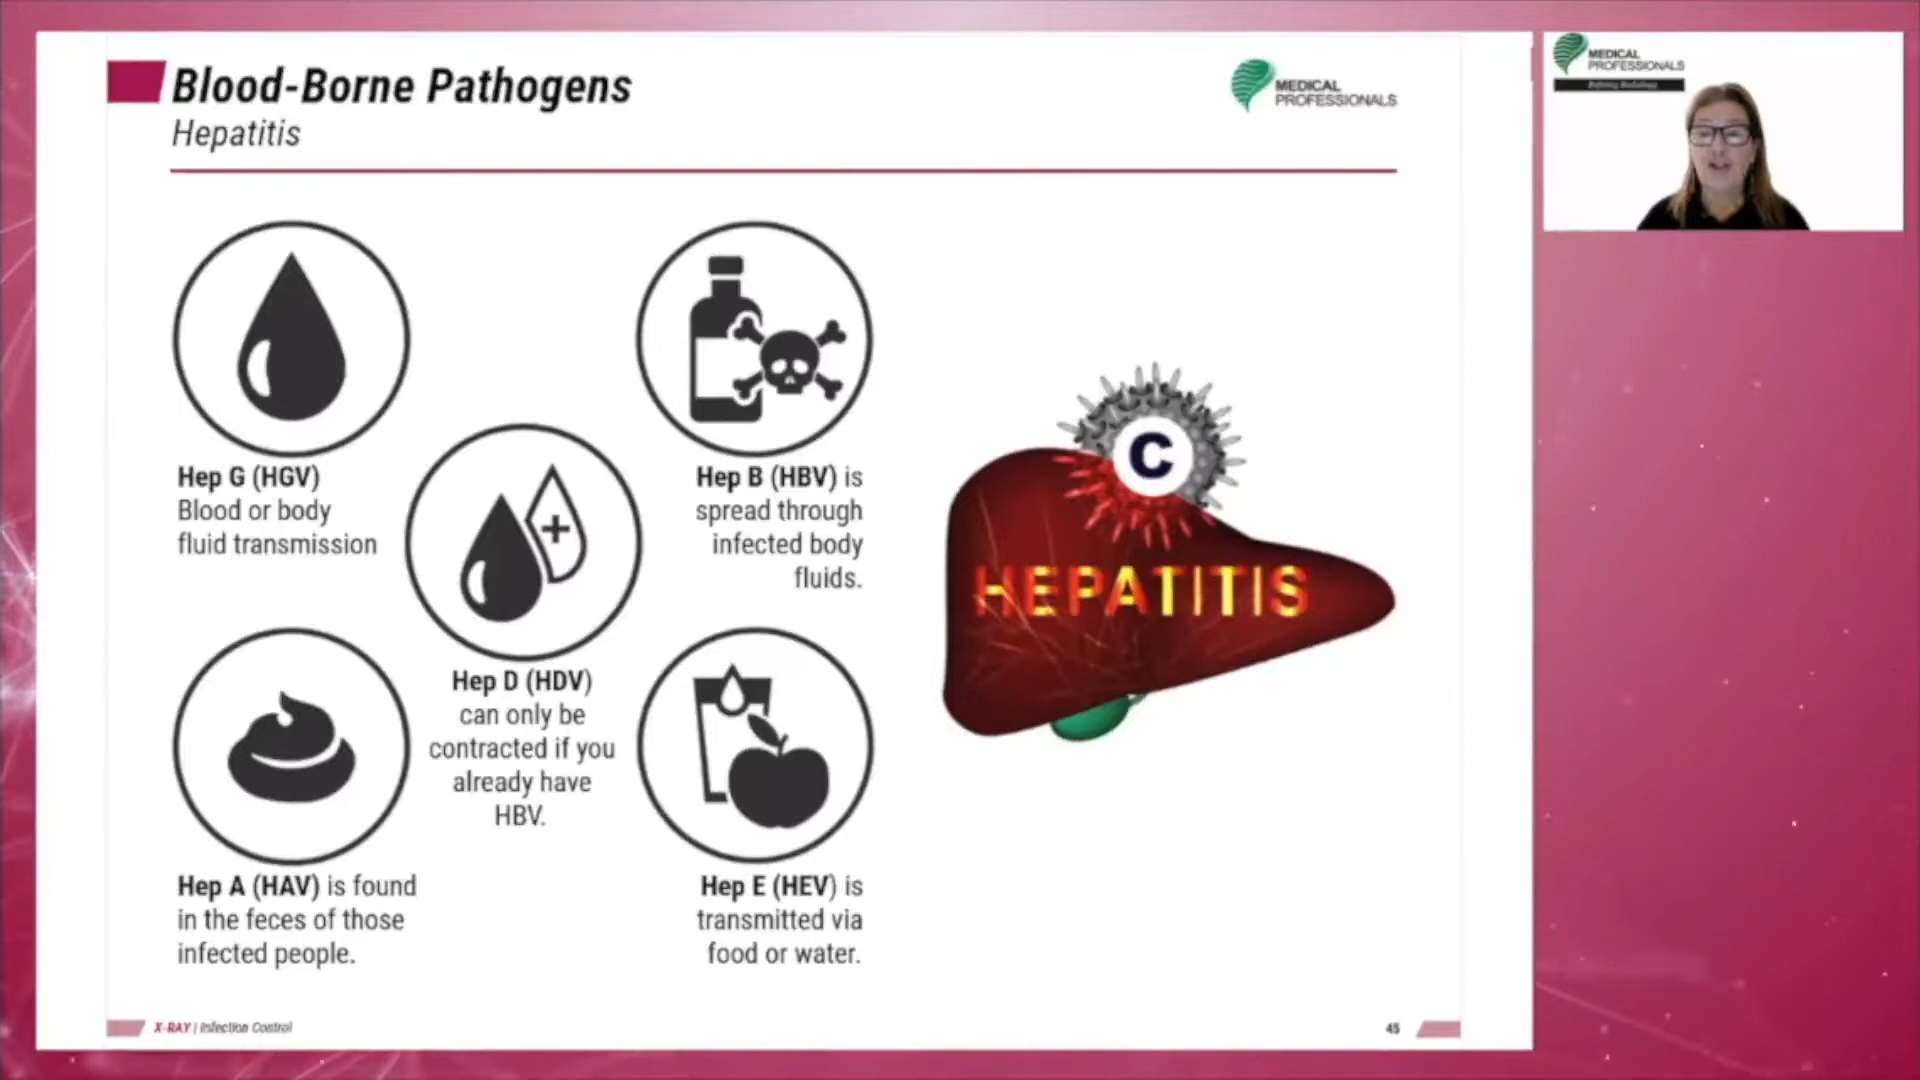 Blood-Borne Pathogens
Hepatitis
MEDICAL
PROFESSIONALS
Hep G (HGV)
Blood or body
fluid transmission
Hep B (HBV) is
spread through
infected body
fluids.
Hep D (HDV)
can only be
contracted if you
already have
HBV.
Hep A (HAV) is found
in the feces of those
infected people.
Hep E (HEV) is
transmitted via
food or water.
C
HEPATITIS
X-RAY | Infection Control
45
MEDICAL
PROFESSIONALS